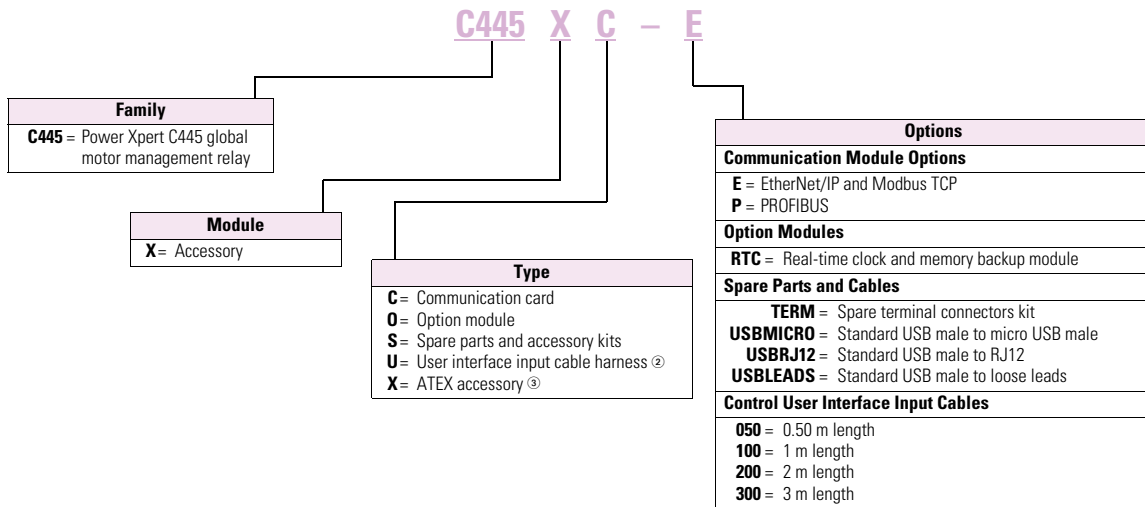 C445 X C – E
Family
C445 = Power Xpert C445 global
motor management relay
Module
X = Accessory
Type
C = Communication card
O = Option module
S = Spare parts and accessory kits
U = User interface input cable harness ②
X = ATEX accessory ③
Options
Communication Module Options
E = EtherNet/IP and Modbus TCP
P = PROFIBUS
Option Modules
RTC = Real-time clock and memory backup module
Spare Parts and Cables
TERM = Spare terminal connectors kit
USBMICRO = Standard USB male to micro USB male
USBRJ12 = Standard USB male to RJ12
USBLEADS = Standard USB male to loose leads
Control User Interface Input Cables
050 = 0.50 m length
100 = 1 m length
200 = 2 m length
300 = 3 m length